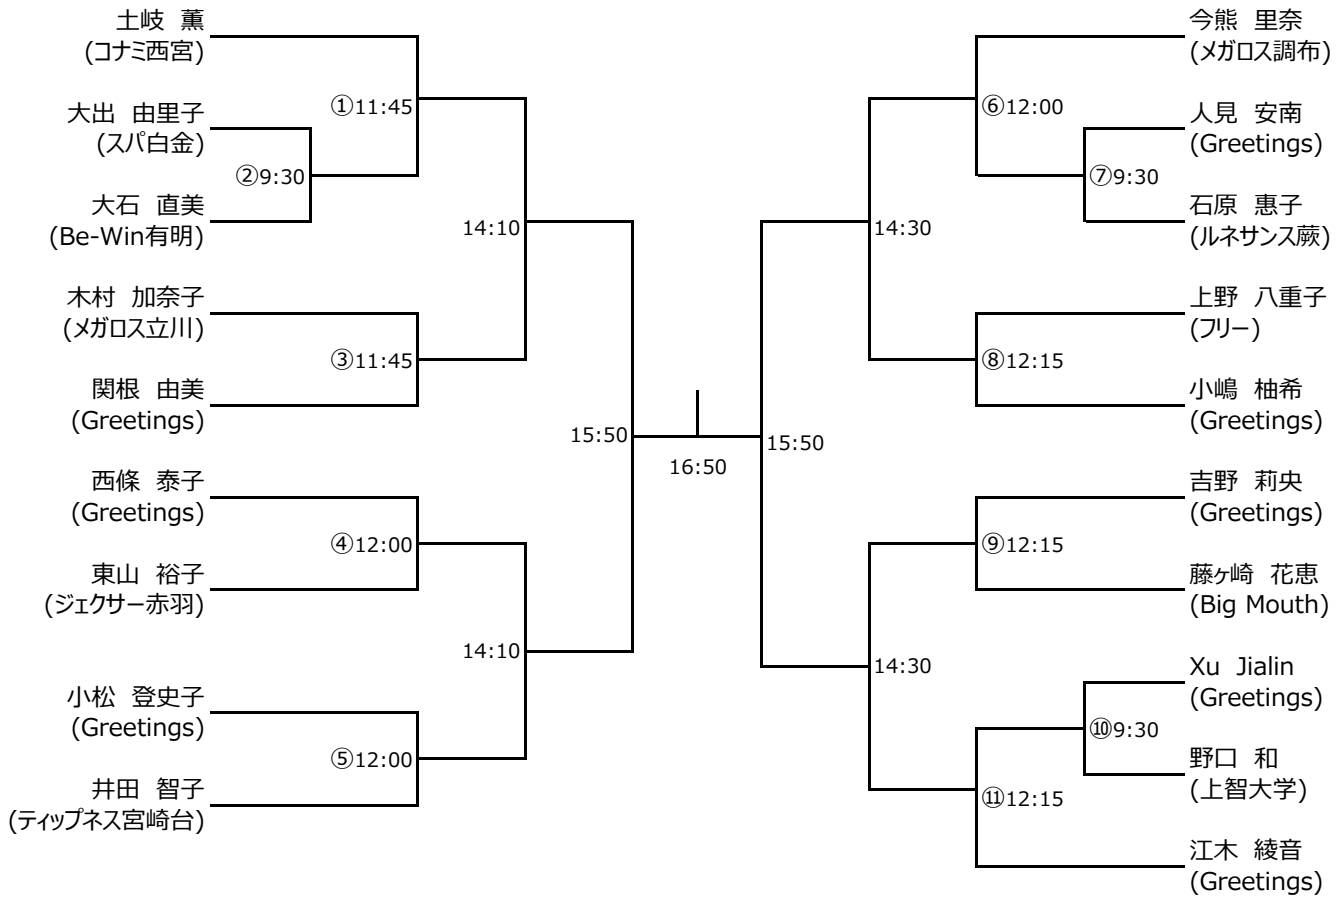 土岐 薫
(コナミ西宮)
①11:45
大出 由里子
(スパ白金)
②9:30
大石 直美
(Be-Win有明)
14:10
木村 加奈子
(メガロス立川)
③11:45
関根 由美
(Greetings)
15:50
西條 泰子
(Greetings)
④12:00
東山 裕子
(ジェクサー赤羽)
14:10
小松 登史子
(Greetings)
⑤12:00
井田 智子
(ティップネス宮崎台)
16:50
今熊 里奈
(メガロス調布)
⑥12:00
人見 安南
(Greetings)
⑦9:30
石原 惠子
(ルネサンス蕨)
14:30
上野 八重子
(フリー)
⑧12:15
小嶋 柚希
(Greetings)
15:50
吉野 莉央
(Greetings)
⑨12:15
藤ヶ崎 花恵
(Big Mouth)
14:30
Xu Jialin
(Greetings)
⑩9:30
野口 和
(上智大学)
⑪12:15
江木 綾音
(Greetings)